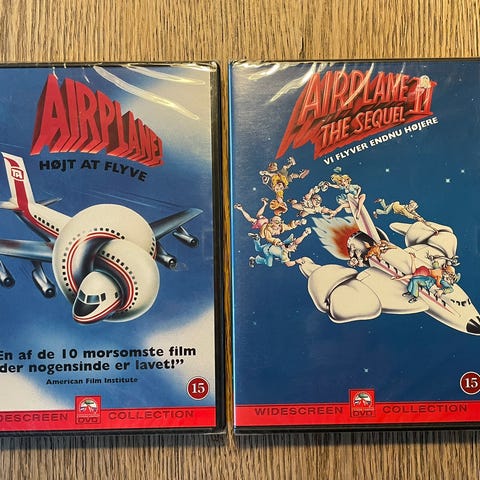 AIRPLANE!
HØJT AT FLYVE
En af de 10 morsomste film
der nogensinde er lavet!"
American Film Institute
15
WIDESCREEN DVD COLLECTION
AIRPLANE II
THE SEQUEL
VI FLYVER ENDNU HØJERE
15
WIDESCREEN DVD COLLECTION